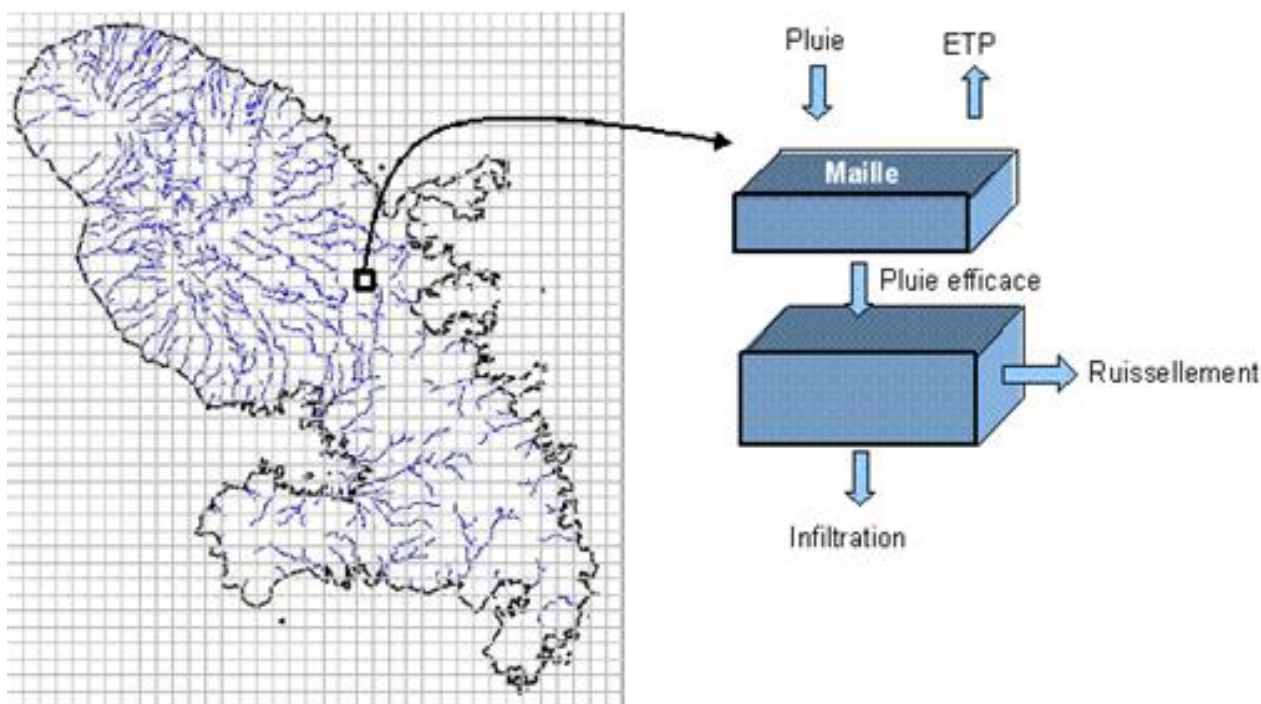 Pluie
ETP
Maille
Pluie efficace
Ruissellement
Infiltration